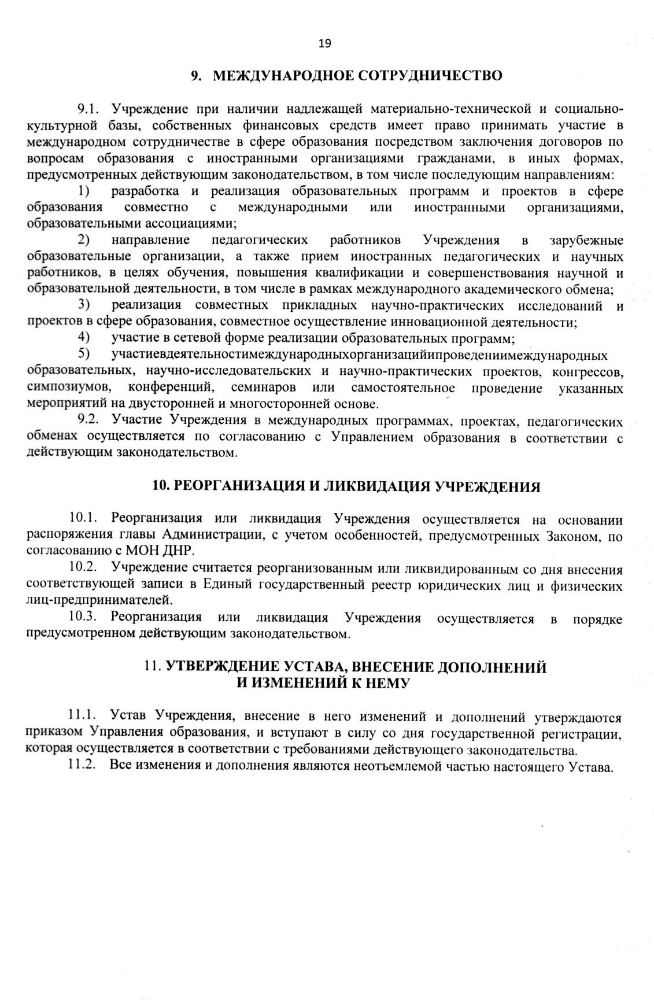 19
9. МЕЖДУНАРОДНОЕ СОТРУДНИЧЕСТВО
9.1. Учреждение при наличии надлежащей материально-технической и социально-
культурной базы, собственных финансовых средств имеет право принимать участие в
международном сотрудничестве в сфере образования посредством заключения договоров по
вопросам образования с иностранными организациями гражданами, в иных формах,
предусмотренных действующим законодательством, в том числе последующим направлениям:
1) разработка и реализация образовательных программ и проектов в сфере
образования совместно с международными или иностранными организациями,
образовательными ассоциациями;
2) направление педагогических работников Учреждения в зарубежные
образовательные организации, а также прием иностранных педагогических и научных
работников, в целях обучения, повышения квалификации и совершенствования научной и
образовательной деятельности, в том числе в рамках международного академического обмена;
3) реализация совместных прикладных научно-практических исследований и
проектов в сфере образования, совместное осуществление инновационной деятельности;
4) участие в сетевой форме реализации образовательных программ;
5) участиевдеятельностимеждународныхорганизацийипроведениимеждународных
образовательных, научно-исследовательских и научно-практических проектов, конгрессов,
симпозиумов, конференций, семинаров или самостоятельное проведение указанных
мероприятий на двусторонней и многосторонней основе.
9.2. Участие Учреждения в международных программах, проектах, педагогических
обменах осуществляется по согласованию с Управлением образования в соответствии с
действующим законодательством.
10. РЕОРГАНИЗАЦИЯ И ЛИКВИДАЦИЯ УЧРЕЖДЕНИЯ
10.1. Реорганизация или ликвидация Учреждения осуществляется на основании
распоряжения главы Администрации, с учетом особенностей, предусмотренных Законом, по
согласованию с МОН ДНР.
10.2. Учреждение считается реорганизованным или ликвидированным со дня внесения
соответствующей записи в Единый государственный реестр юридических лиц и физических
лиц-предпринимателей.
10.3. Реорганизация или ликвидация Учреждения осуществляется в порядке
предусмотренном действующим законодательством.
11. УТВЕРЖДЕНИЕ УСТАВА, ВНЕСЕНИЕ ДОПОЛНЕНИЙ
И ИЗМЕНЕНИЙ К НЕМУ
11.1. Устав Учреждения, внесение в него изменений и дополнений утверждаются
приказом Управления образования, и вступают в силу со дня государственной регистрации,
которая осуществляется в соответствии с требованиями действующего законодательства.
11.2. Все изменения и дополнения являются неотъемлемой частью настоящего Устава.